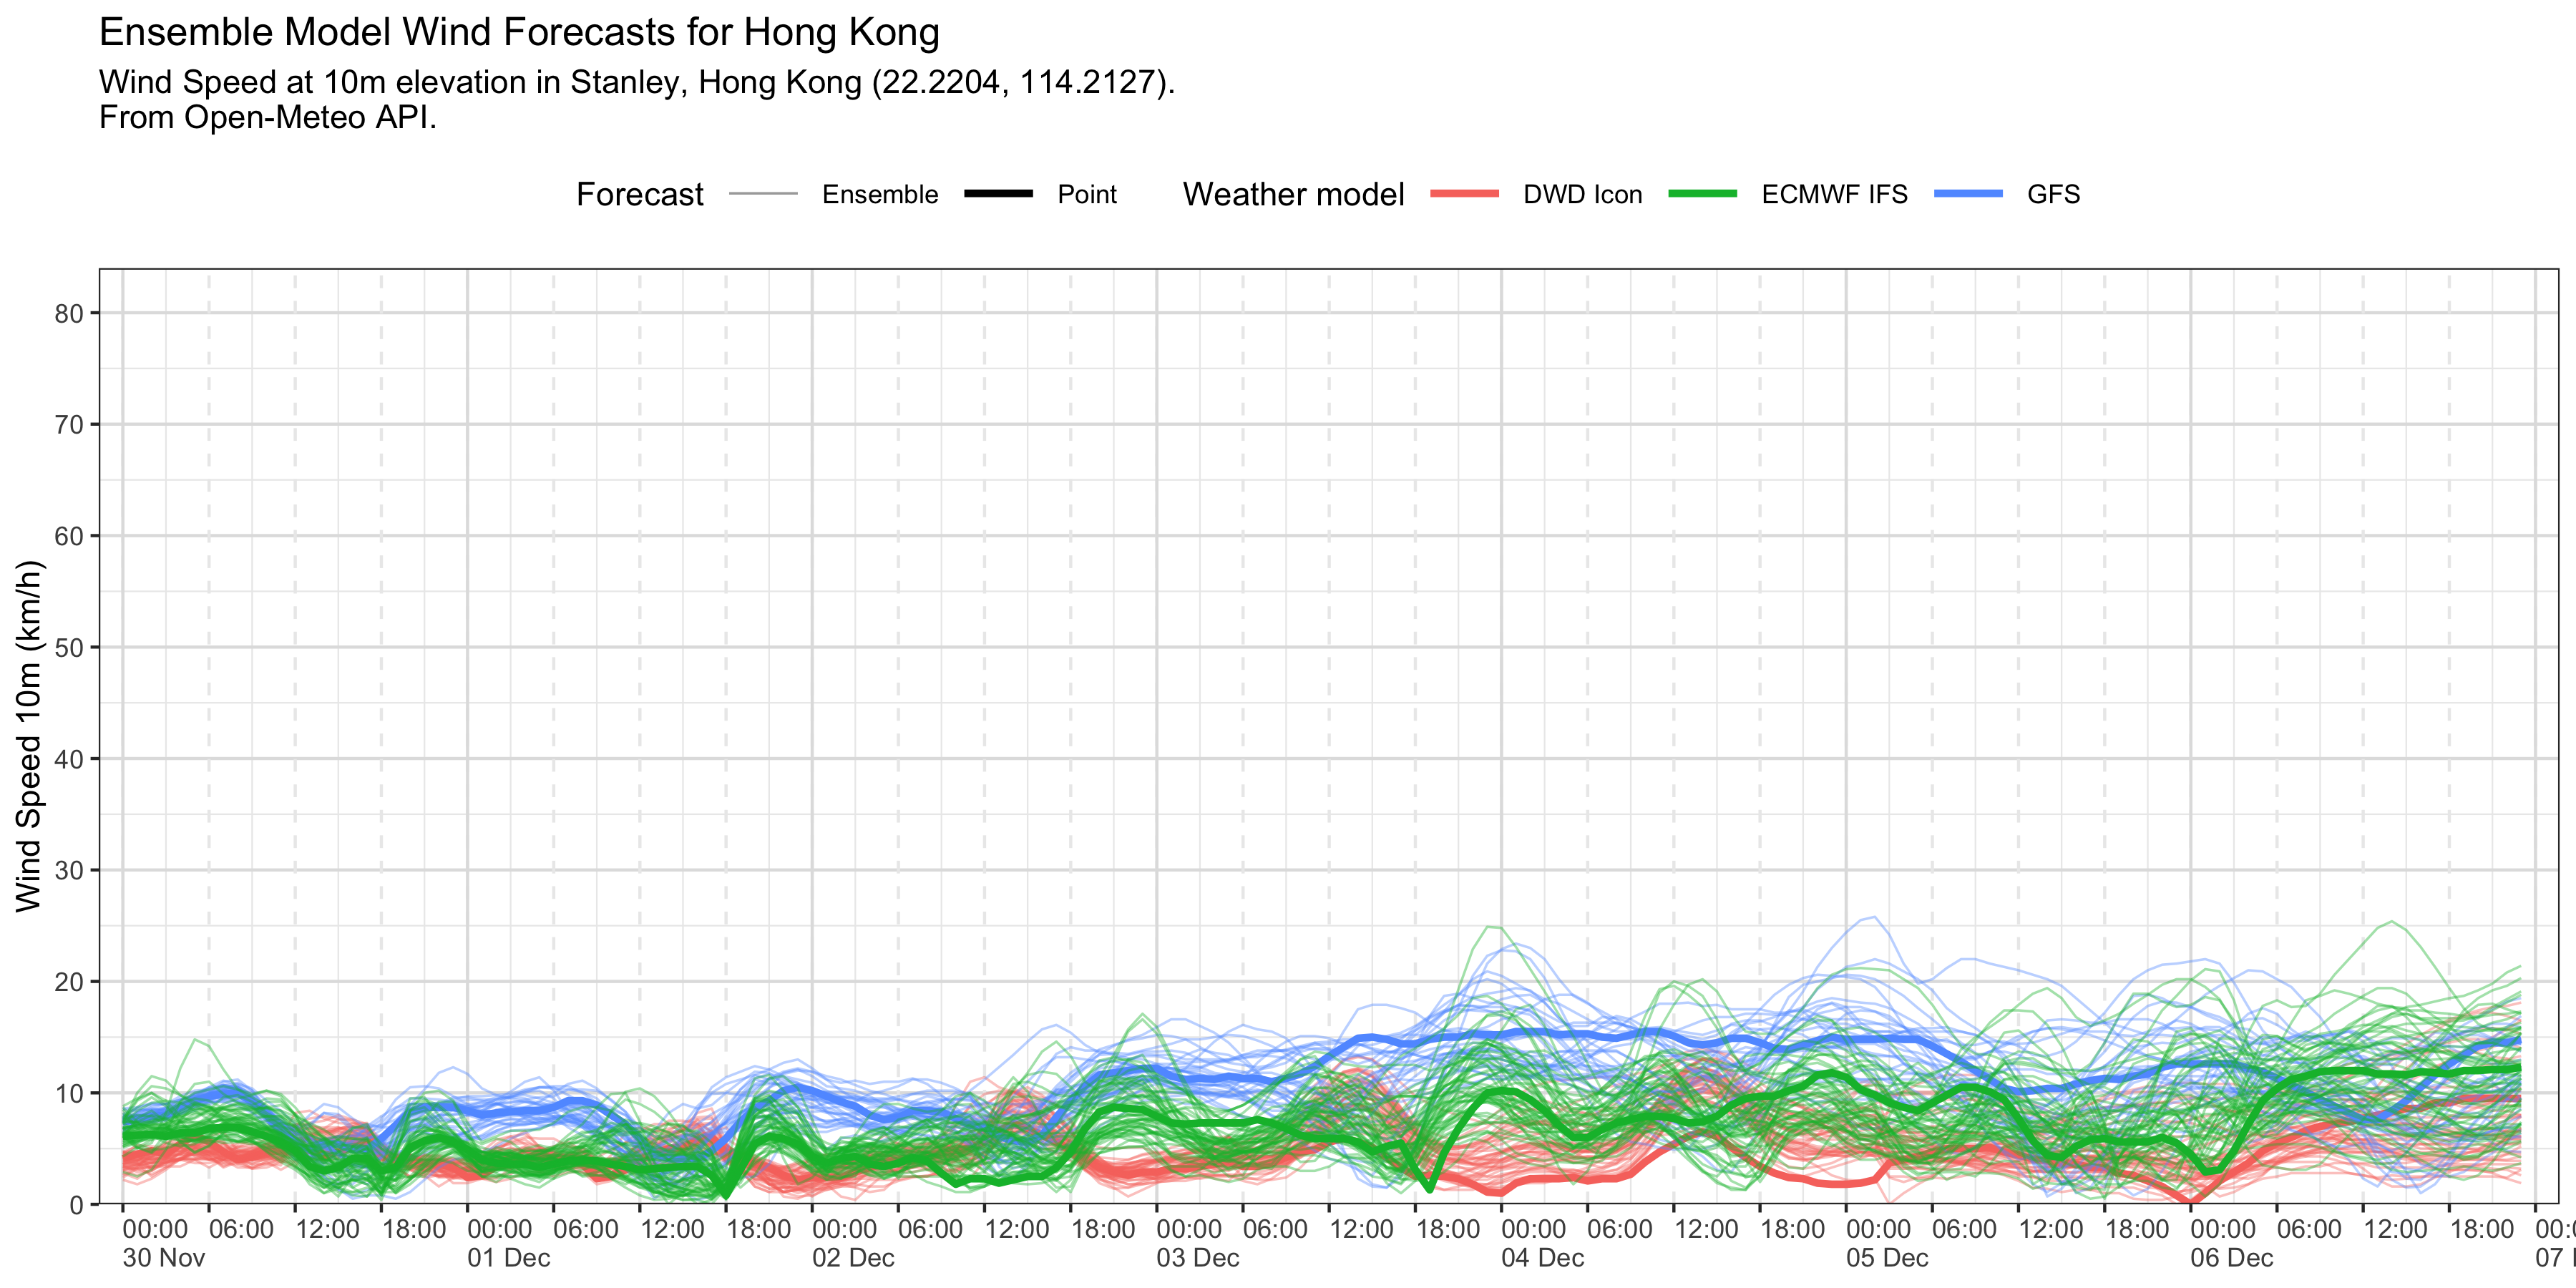 Ensemble Model Wind Forecasts for Hong Kong
Wind Speed at 10m elevation in Stanley, Hong Kong (22.2204, 114.2127).
From Open-Meteo API.
Forecast Ensemble Point Weather model DWD Icon ECMWF IFS GFS
80
70
60
50
40
30
20
10
0
Wind Speed 10m (km/h)
00:00 06:00 12:00 18:00 00:00 06:00 12:00 18:00 00:00 06:00 12:00 18:00 00:00 06:00 12:00 18:00 00:00 06:00 12:00 18:00 00:00 06:00 12:00 18:00 00:00 06:00 12:00 18:00 00:
30 Nov 01 Dec 02 Dec 03 Dec 04 Dec 05 Dec 06 Dec 07